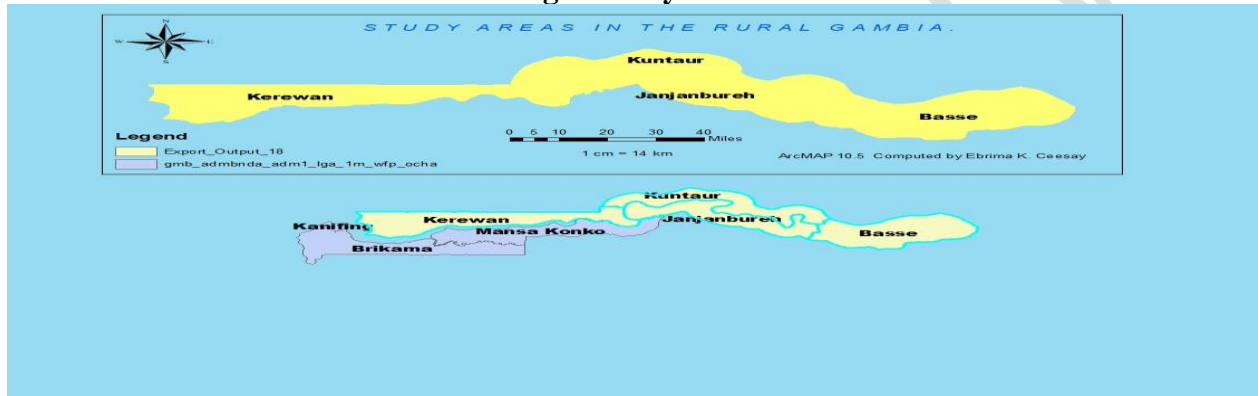 STUDY AREAS IN THE RURAL GAMBIA.
N
W E
S
Kuntaur
Kerewan
Janjanbureh
Basse
Legend
Export_Output_18
gmb_admbnda_adm1_lga_1m_wfp_ocha
0 5 10 20 30 40
Miles
1 cm = 14 km
ArcMAP 10.5 Computed by Ebrima K. Ceesay
Kuntaur
Kerewan
Janjanbureh
Kanifing
Mansa Konko
Basse
Brikama